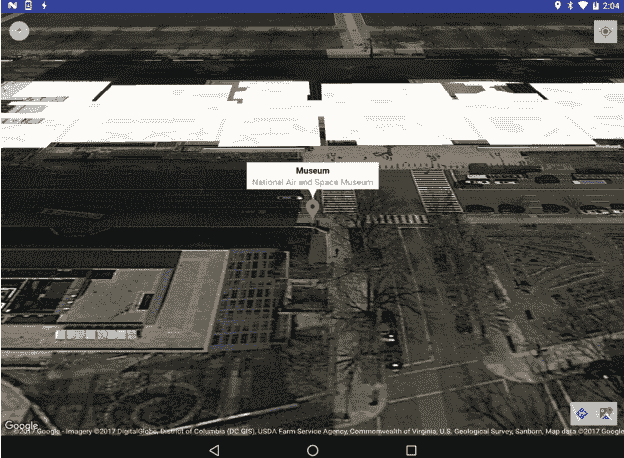 2:04
Museum
National Air and Space Museum
Google
©2017 Google - Imagery ©2017 DigitalGlobe, District of Columbia (DC GIS), USDA Farm Service Agency, Commonwealth of Virginia, U.S. Geological Survey, Sanborn, Map data ©2017 Google